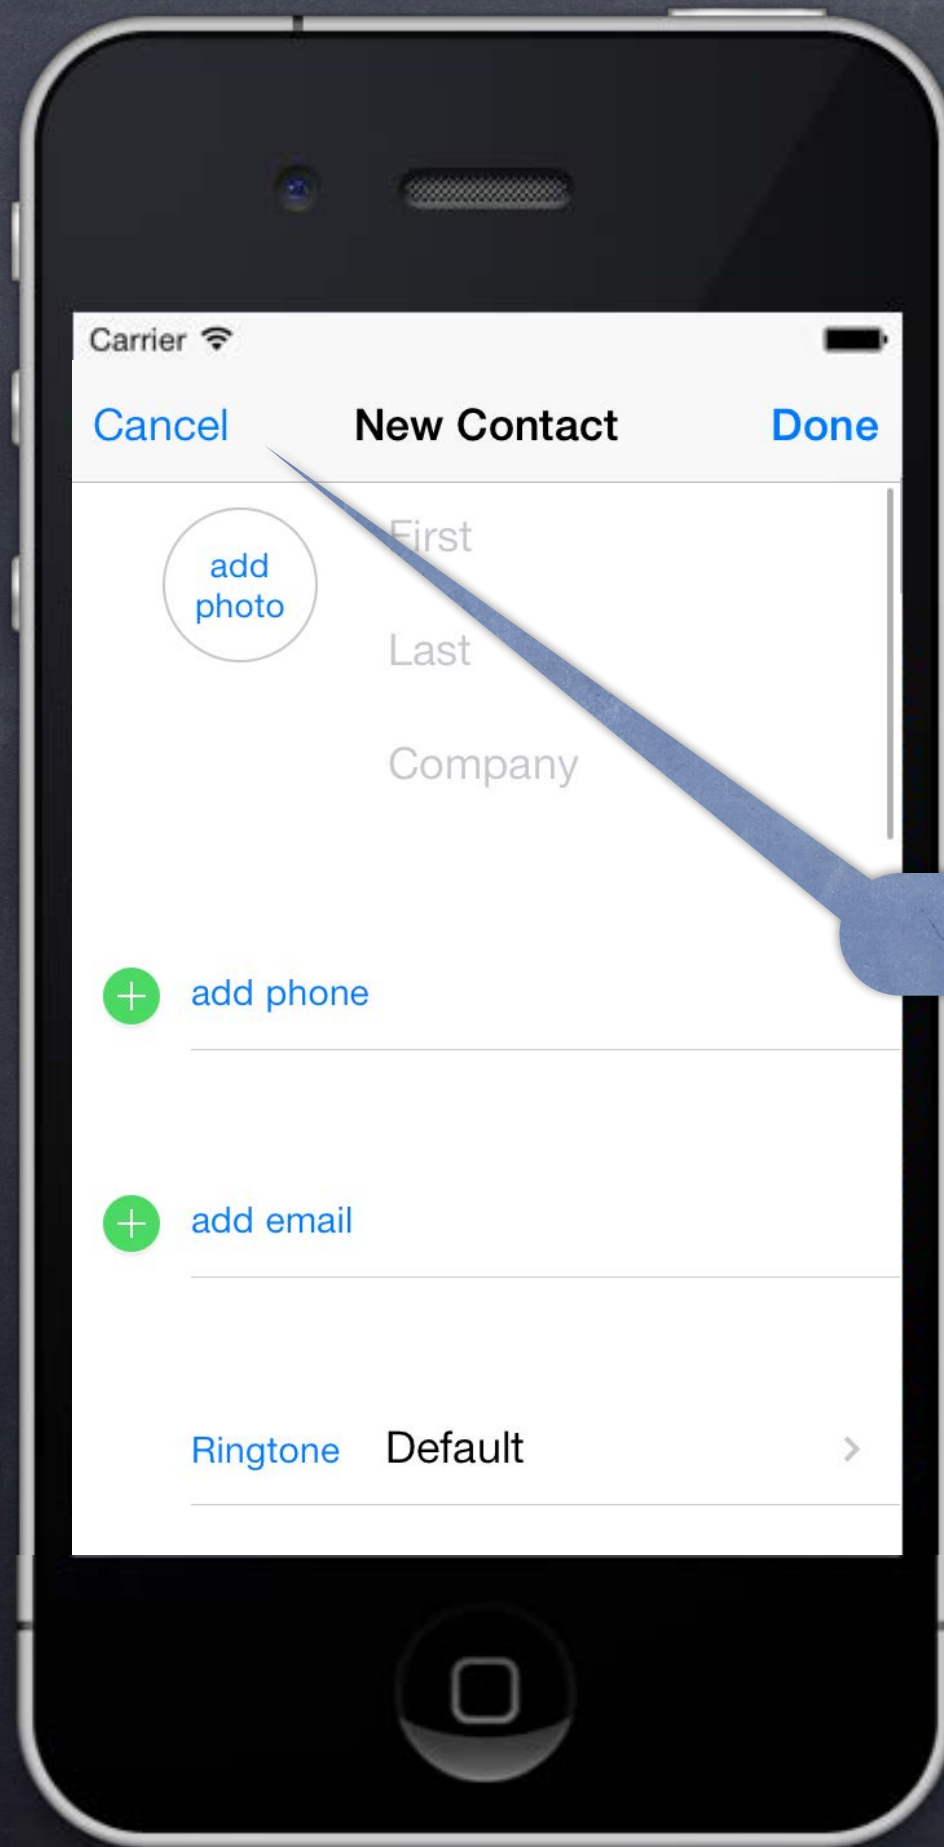 Carrier
Cancel New Contact Done
add
photo
First
Last
Company
add phone
add email
Ringtone Default